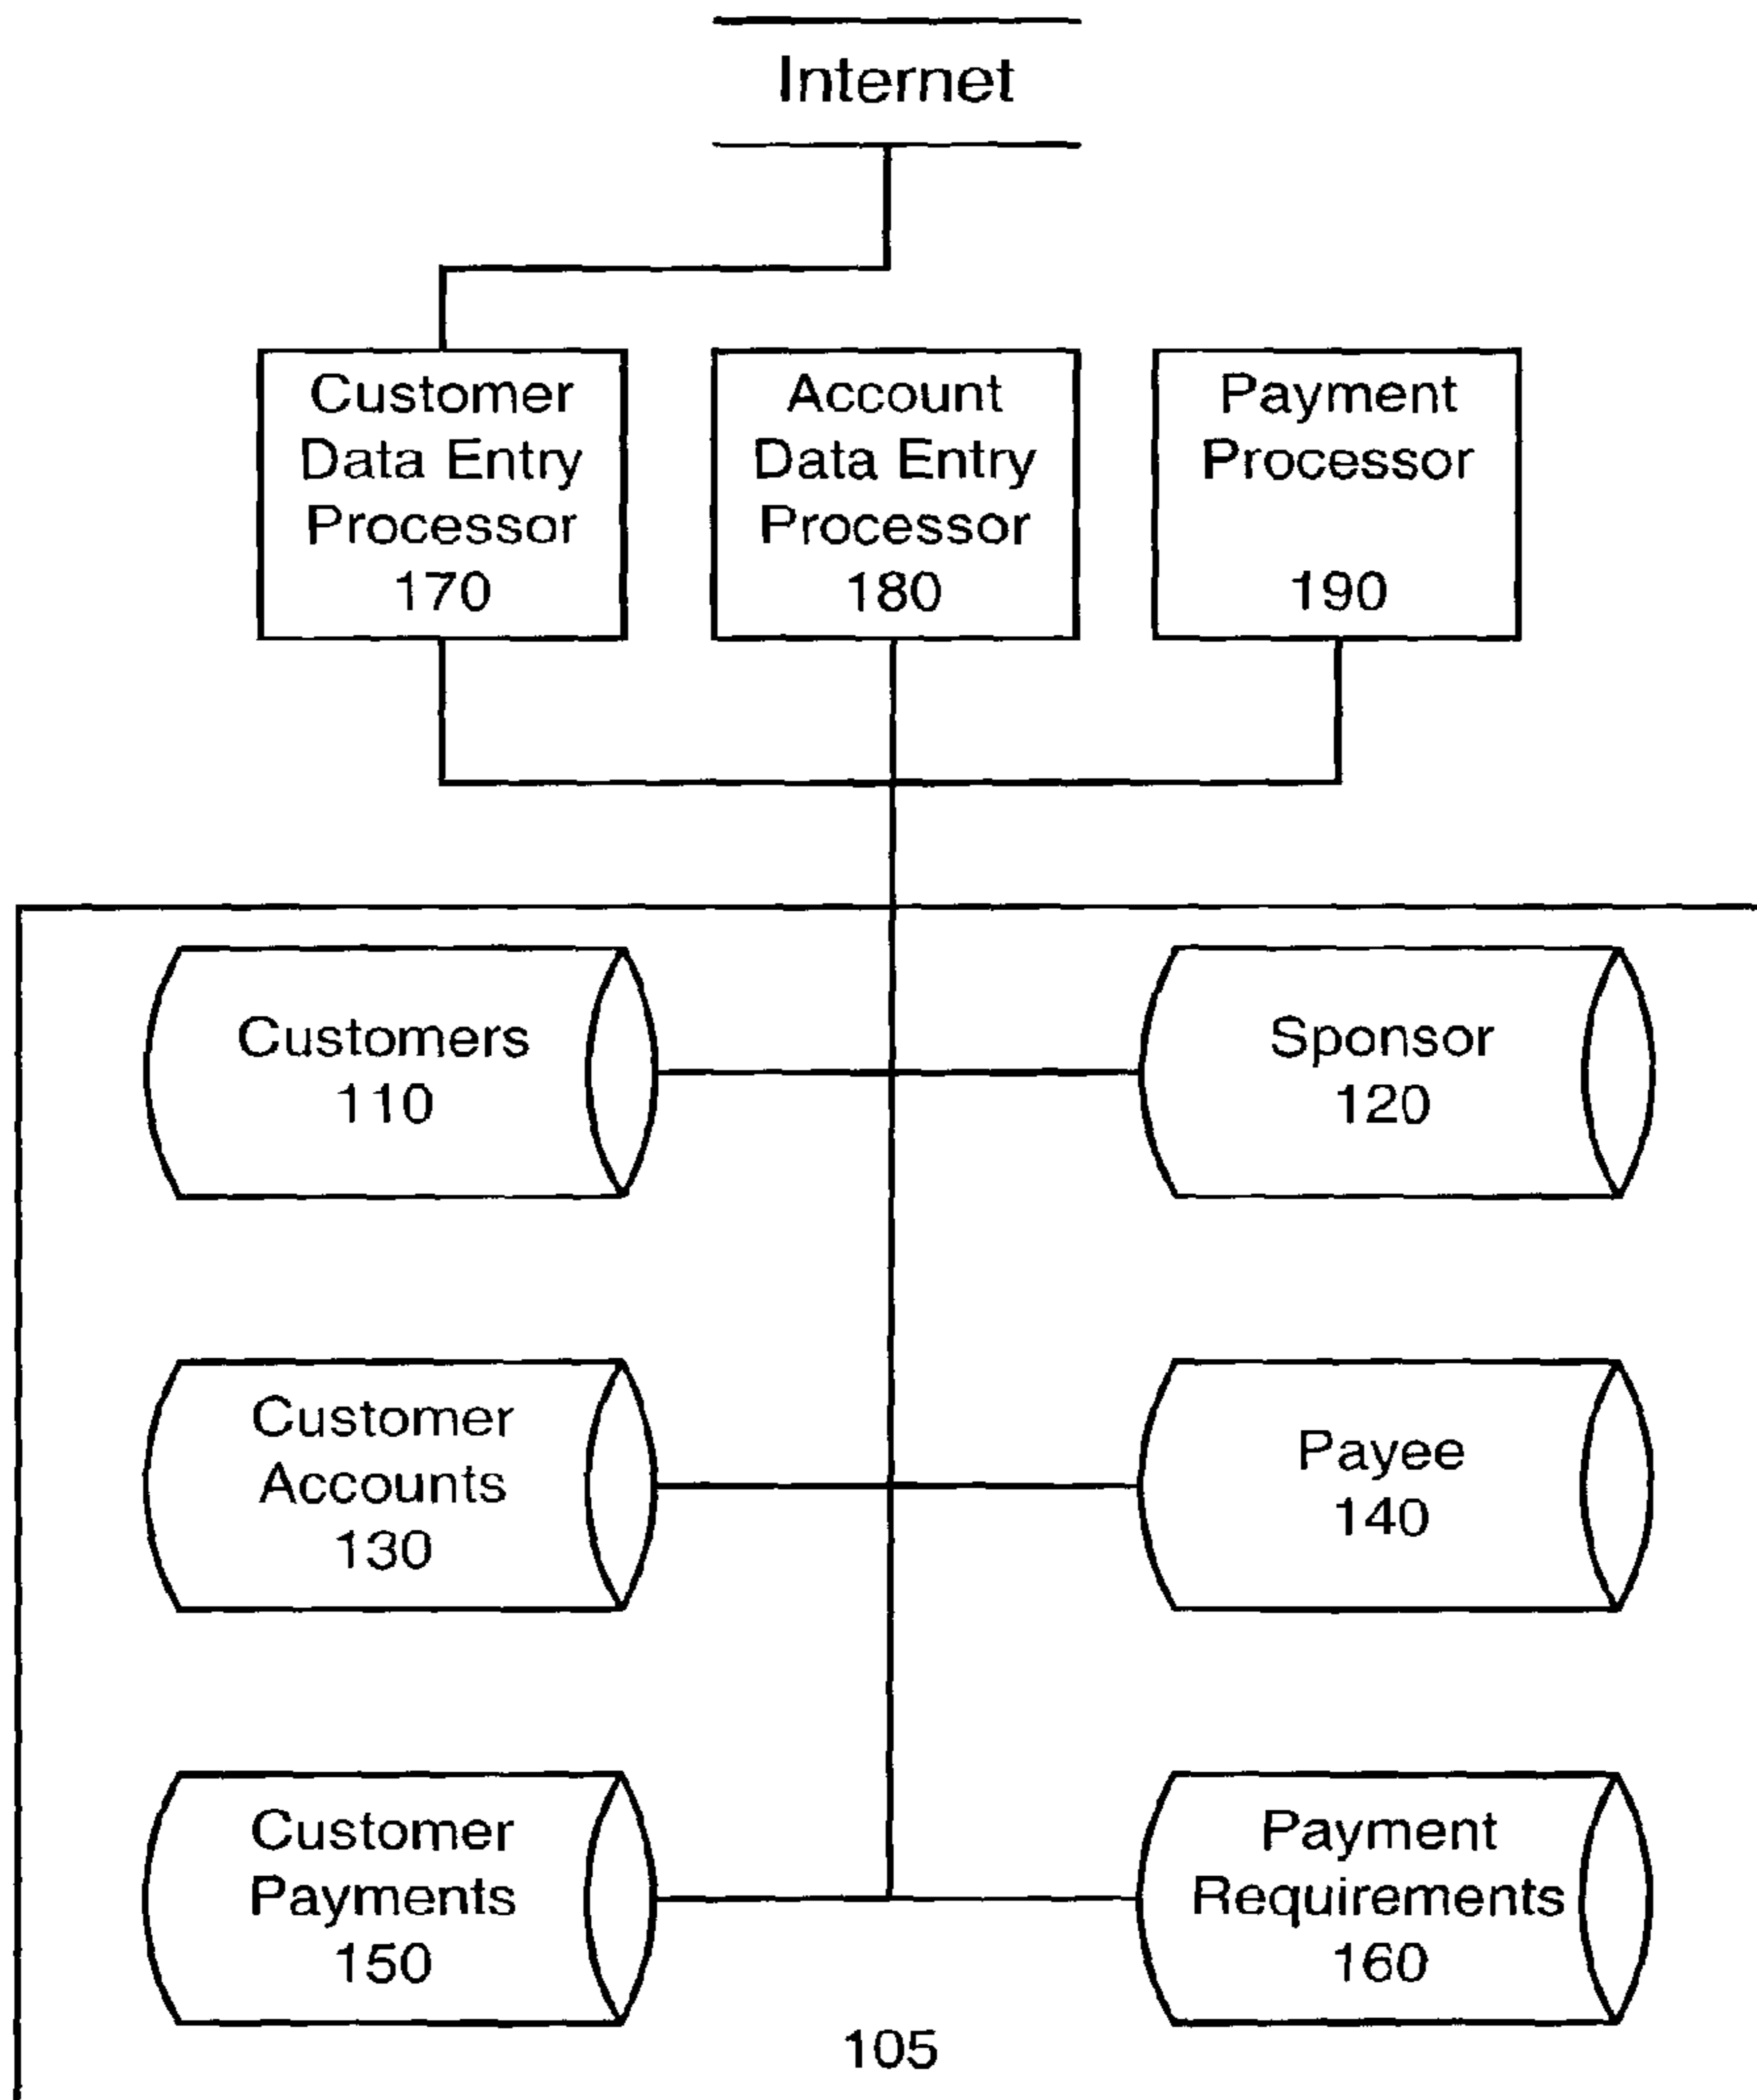 Internet
Customer
Data Entry
Processor
170
Account
Data Entry
Processor
180
Payment
Processor
190
Customers
110
Sponsor
120
Customer
Accounts
130
Payee
140
Customer
Payments
150
Payment
Requirements
160
105